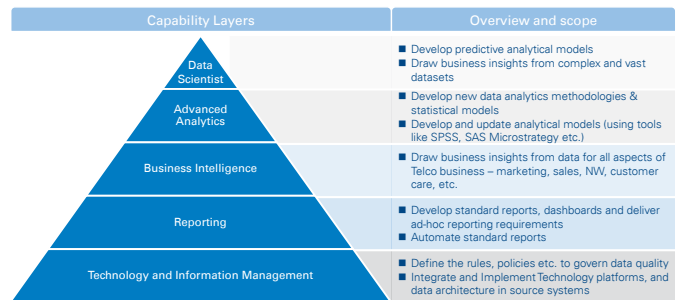 Capability Layers
Overview and scope
Data
Scientist
■ Develop predictive analytical models
■ Draw business insights from complex and vast
datasets
Advanced
Analytics
■ Develop new data analytics methodologies &
statistical models
■ Develop and update analytical models (using tools
like SPSS, SAS Microstrategy etc.)
Business Intelligence
■ Draw business insights from data for all aspects of
Telco business – marketing, sales, NW, customer
care, etc.
Reporting
■ Develop standard reports, dashboards and deliver
ad-hoc reporting requirements
■ Automate standard reports
Technology and Information Management
■ Define the rules, policies etc. to govern data quality
■ Integrate and Implement Technology platforms, and
data architecture in source systems